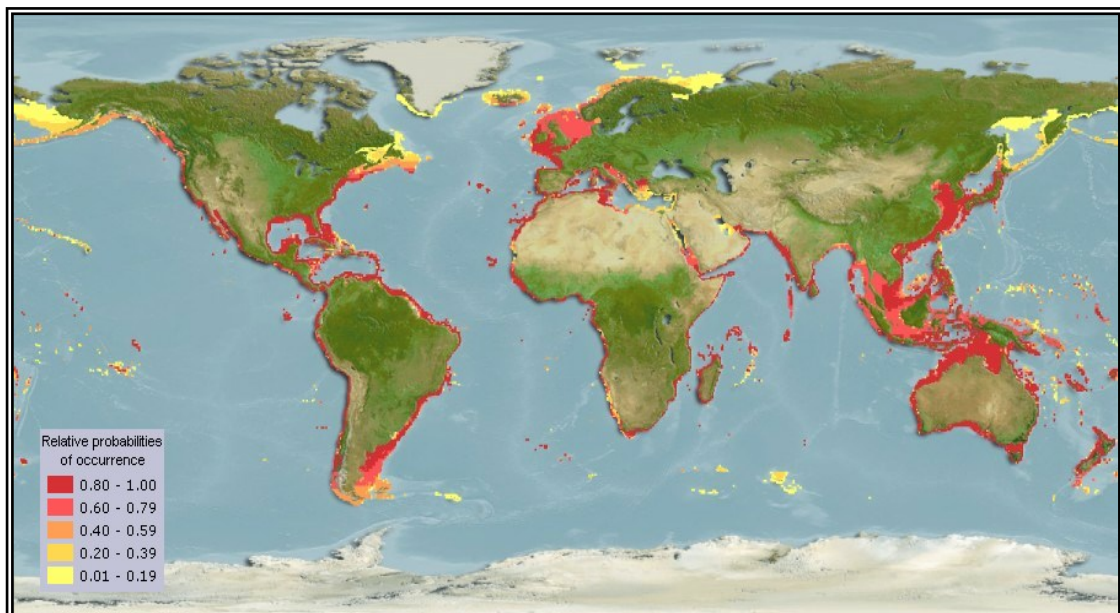 Relative probabilities
of occurrence
0.80 - 1.00
0.60 - 0.79
0.40 - 0.59
0.20 - 0.39
0.01 - 0.19